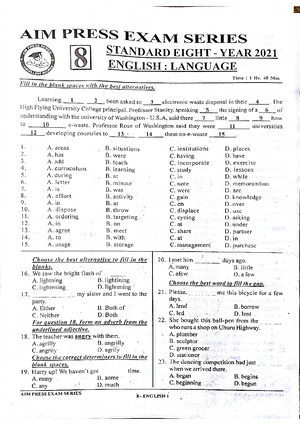 AIM PRESS EXAM SERIES
8
STANDARD EIGHT - YEAR 2021
ENGLISH : LANGUAGE
Time : 1 Hr. 40 Min
Fill in the blank spaces with the best alternatives.
Learning 1 2 been asked to 3 electronic waste disposal in their 4 The
High Flying University College principal, Professor Stanley, speaking 5 the signing of a 6 of
understanding with the university of Washington - U.S.A, said there 7 little 8 9 how
to 10 e-waste. Professor Rour of Washington said they were 11 universities
12 developing countries to 13 14 them on e-waste 15
1. A. areas B. situations C. institutions D. places
2. A. has B. were C. having D. have
3. A. add B. teach C. incorporate D. exercise
4. A. curriculum B. learning C. study D. lessons
5. A. during B. at C. in D. while
6. A. letter B. minute C. note D. memorandum
7. A. is B. was C. are D. were
8. A. effort B. activity C. gain D. knowledge
9. A. in B. at C. on D. over
10. A. dispose B. throw C. displace D. use
11. A. ordering B. targeting C. eyeing D. asking
12. A. in B. on C. at D. under
13. A. agree B. meet C. share D. partner
14. A. to B. with C. at D. in
15. A. usage B. storage C. management D. purchase
Choose the best alternative to fill in the
blanks.
16. We saw the bright flash of
A. lightning B. lightening
C. tightening D. lightening
17. my sister and I went to the
party.
A. Either B. Both of
C. Neither D. Both
For question 18, form an adverb from the
underlined adjective.
18. The teacher was angry with them.
A. agrilly B. angrilly
C. angrily D. agrily
Choose the correct determiners to fill in the
blank.
19. Hurry up! We haven't got time.
A. many B. some
C. any D. much
20. I met him days ago.
A. many B. little
C. afew D. a few
Choose the best word to fill the gap.
21. Please, me this bicycle for a few
days.
A. lend B. borrow
C. led D. lent
22. She bought this ball-pen from the
who runs a shop on Uhuru Highway.
A. plumber
B. sculptor
C. green grocer
D. stationer
23. The dancing competition had just
when we arrived there.
A. began B. begins
C. beginning D. begun
AIM PRESS EXAM SERIES
8 - ENGLISH 1